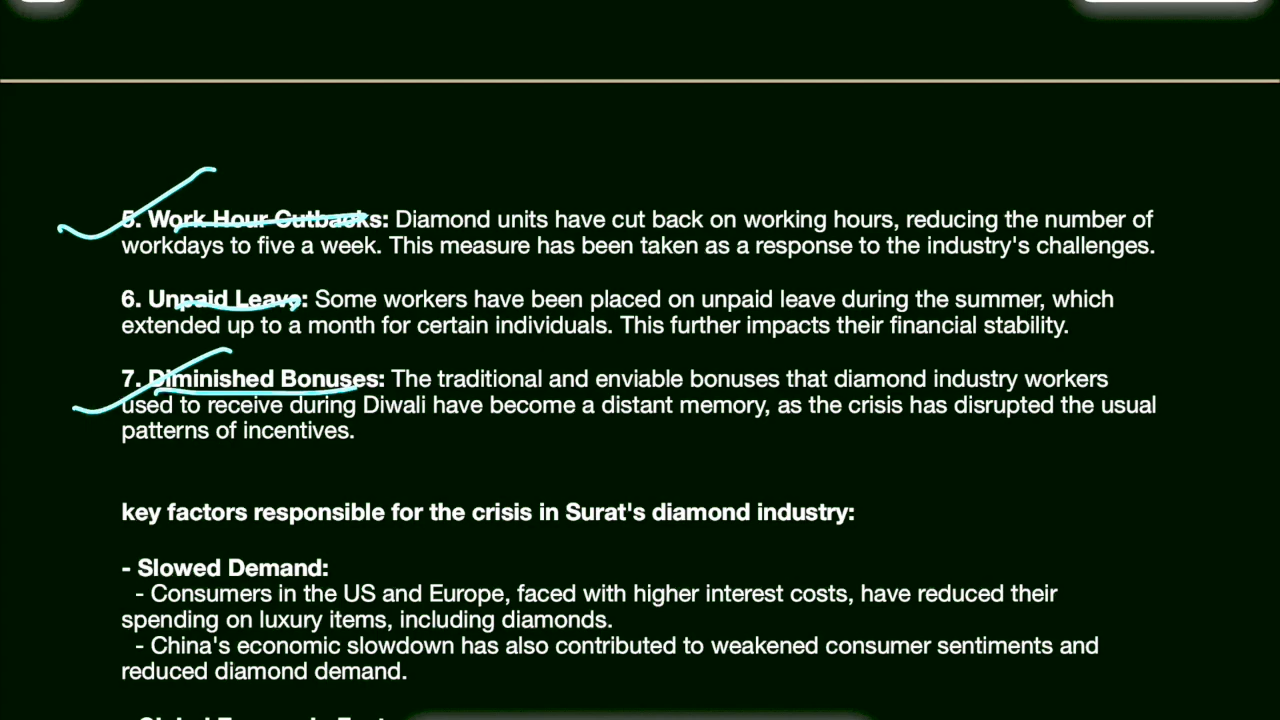 5. Work Hour Cutbacks: Diamond units have cut back on working hours, reducing the number of
workdays to five a week. This measure has been taken as a response to the industry's challenges.
6. Unpaid Leave: Some workers have been placed on unpaid leave during the summer, which
extended up to a month for certain individuals. This further impacts their financial stability.
7. Diminished Bonuses: The traditional and enviable bonuses that diamond industry workers
used to receive during Diwali have become a distant memory, as the crisis has disrupted the usual
patterns of incentives.
key factors responsible for the crisis in Surat's diamond industry:
- Slowed Demand:
- Consumers in the US and Europe, faced with higher interest costs, have reduced their
spending on luxury items, including diamonds.
- China's economic slowdown has also contributed to weakened consumer sentiments and
reduced diamond demand.